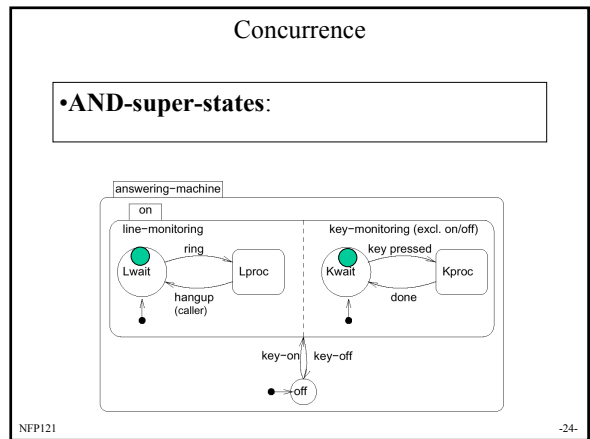 Concurrence
•AND-super-states:
answering−machine
on
line−monitoring
key−monitoring (excl. on/off)
ring
key pressed
Lwait
Lproc
Kwait
Kproc
hangup
(caller)
done
key−on
key−off
off
NFP121
-24-